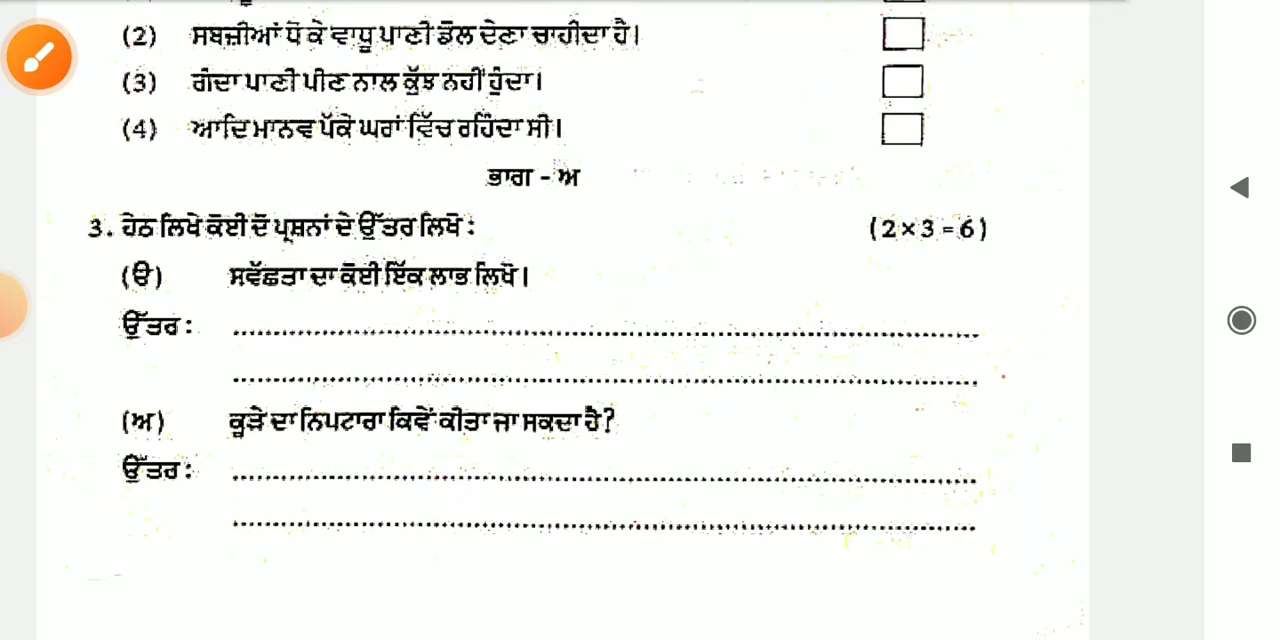 (2) ਸਬਜ਼ੀਆਂ ਧੋ ਕੇ ਵਾਧੂ ਪਾਣੀ ਡੋਲ ਦੇਣਾ ਚਾਹੀਦਾ ਹੈ।
(3) ਗੰਦਾ ਪਾਣੀ ਪੀਣ ਨਾਲ ਕੁੱਝ ਨਹੀਂ ਹੁੰਦਾ।
(4) ਆਦਿ ਮਾਨਵ ਪੱਕੇ ਘਰਾਂ ਵਿੱਚ ਰਹਿੰਦਾ ਸੀ।
ਭਾਗ - ਅ
3. ਹੇਠ ਲਿਖੇ ਕੋਈ ਦੋ ਪ੍ਰਸ਼ਨਾਂ ਦੇ ਉੱਤਰ ਲਿਖੋ : (2×3=6)
(ੳ) ਸਵੱਛਤਾ ਦਾ ਕੋਈ ਇੱਕ ਲਾਭ ਲਿਖੋ।
ਉੱਤਰ :
(ਅ) ਕੂੜੇ ਦਾ ਨਿਪਟਾਰਾ ਕਿਵੇਂ ਕੀਤਾ ਜਾ ਸਕਦਾ ਹੈ?
ਉੱਤਰ :